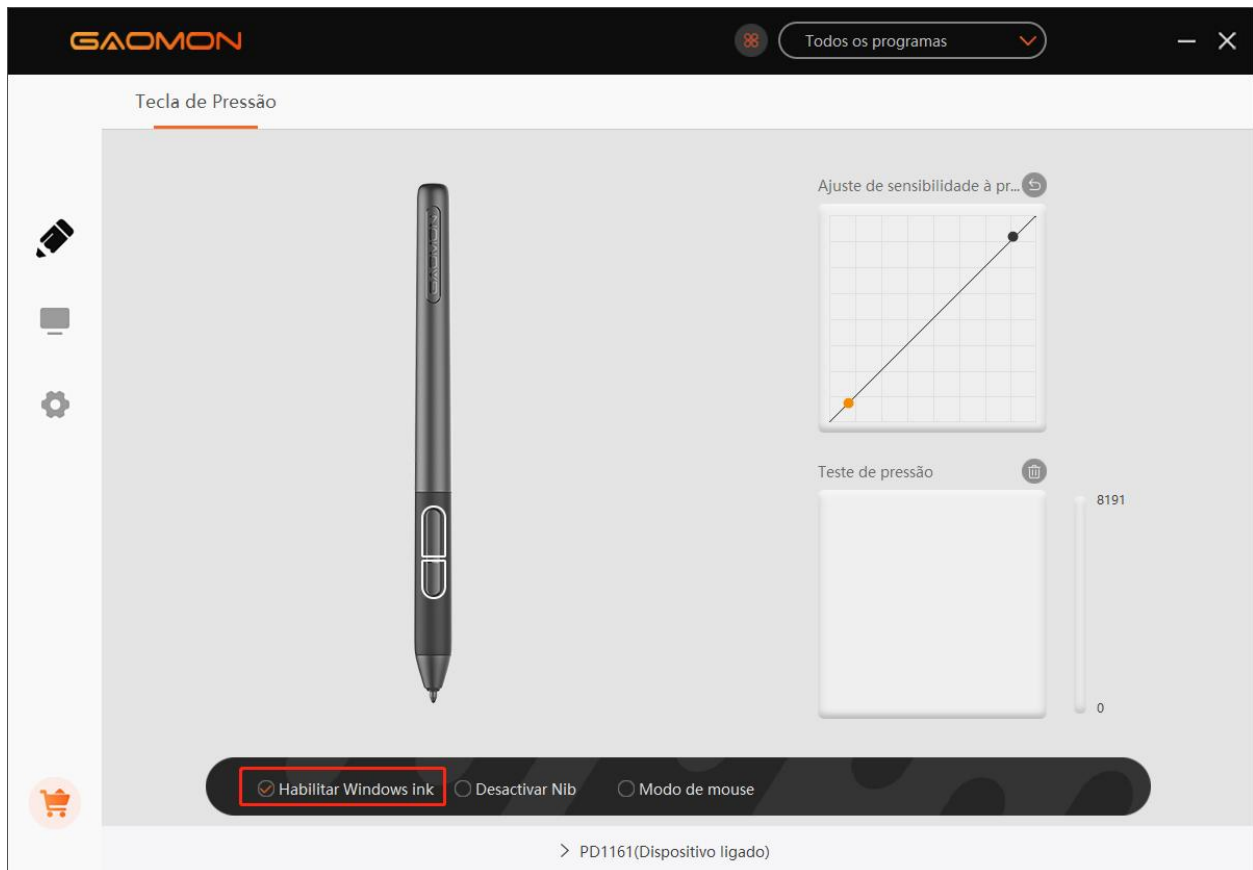 GAOMON
Todos os programas
Tecla de Pressão
Ajuste de sensibilidade à pr...
GAOMON
Teste de pressão
8191
0
Habilitar Windows ink
Desactivar Nib
Modo de mouse
PD1161(Dispositivo ligado)